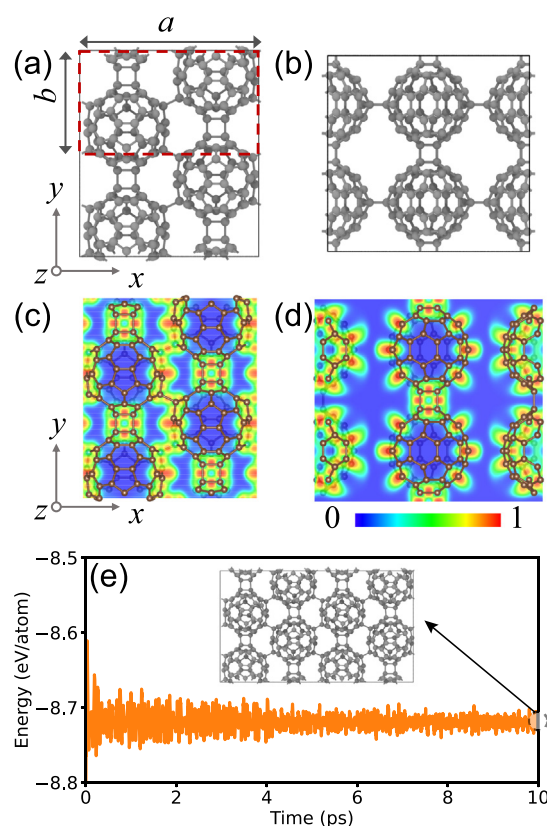 a
(a)
(b)
b
y
z
x
(c)
(d)
y
z
x
0
1
(e)
−8.5
−8.6
−8.7
−8.8
Energy (eV/atom)
0
2
4
6
8
10
Time (ps)